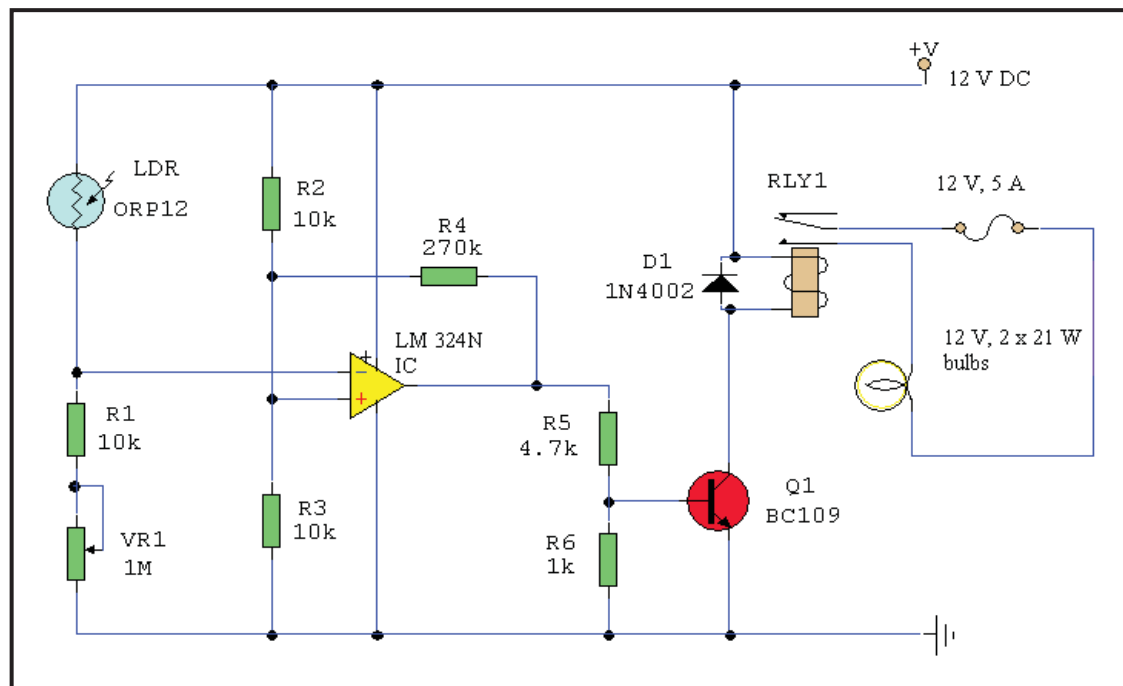 +V
12 V DC
LDR
ORP12
R2
10k
RLY1
12 V, 5 A
R4
270k
D1
1N4002
LM 324N
IC
+
−
+
12 V, 2 x 21 W
bulbs
R1
10k
R5
4.7k
R3
10k
Q1
BC109
VR1
1M
R6
1k